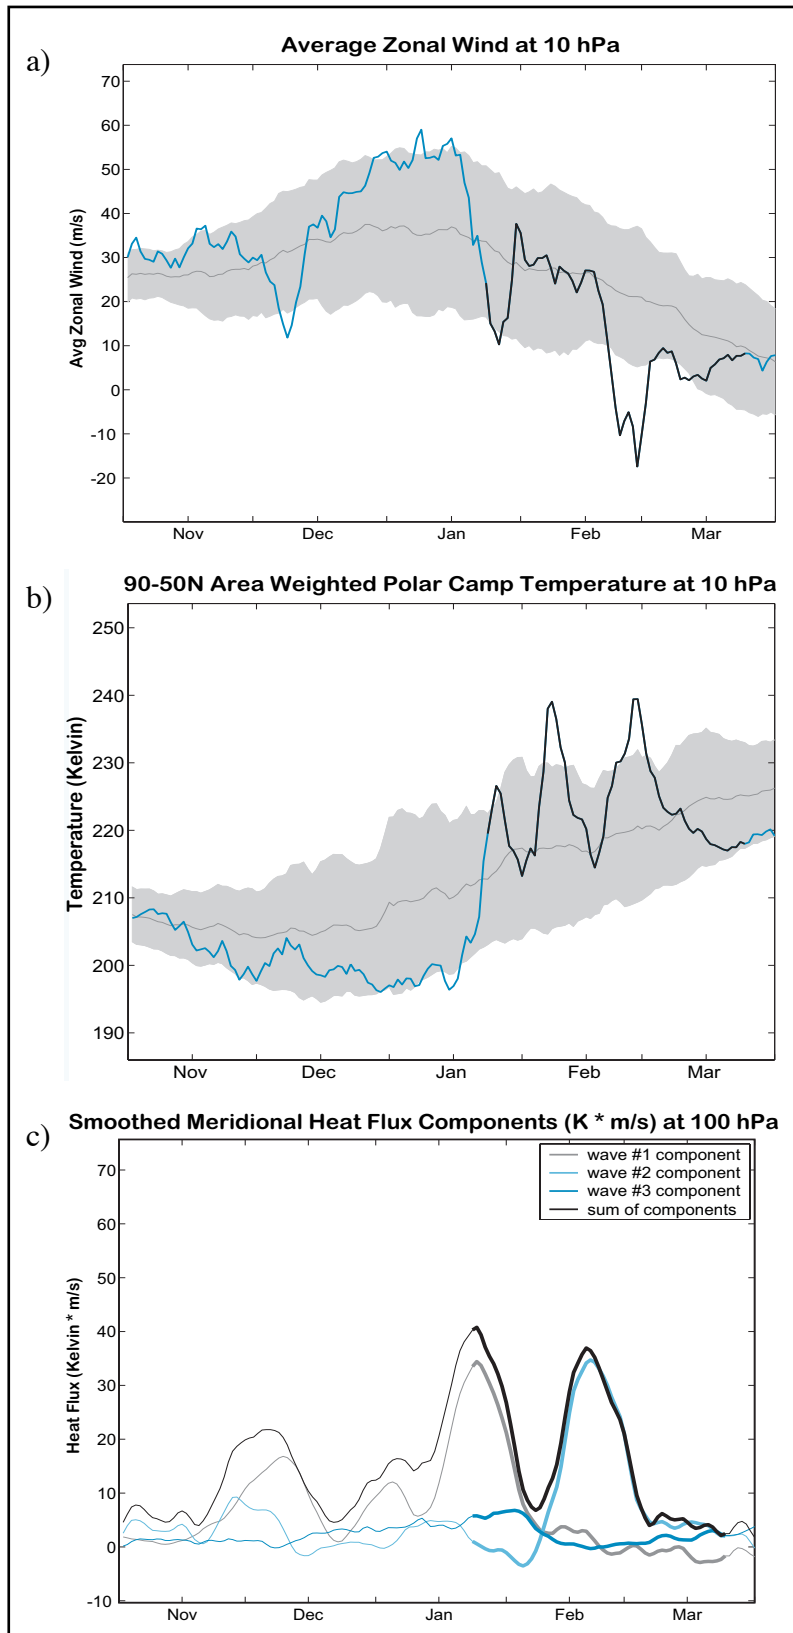 a)
Average Zonal Wind at 10 hPa
Avg Zonal Wind (m/s)
70
60
50
40
30
20
10
0
-10
-20
Nov Dec Jan Feb Mar
b)
90-50N Area Weighted Polar Camp Temperature at 10 hPa
Temperature (Kelvin)
250
240
230
220
210
200
190
Nov Dec Jan Feb Mar
c)
Smoothed Meridional Heat Flux Components (K * m/s) at 100 hPa
wave #1 component
wave #2 component
wave #3 component
sum of components
Heat Flux (Kelvin * m/s)
70
60
50
40
30
20
10
0
-10
Nov Dec Jan Feb Mar